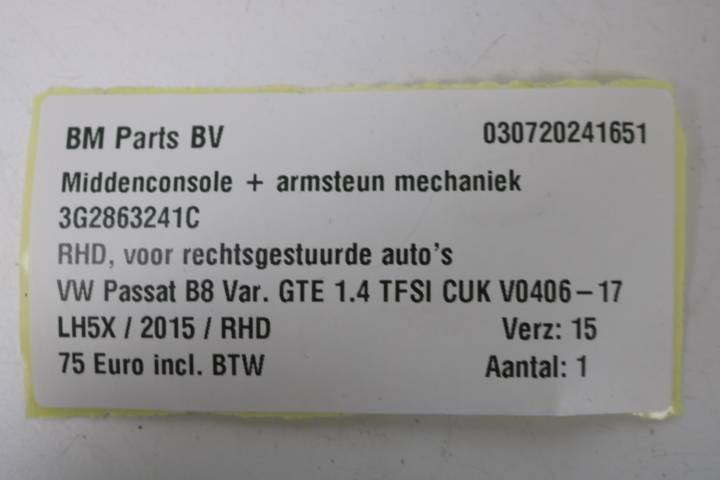 BM Parts BV 030720241651
Middenconsole + armsteun mechaniek
3G2863241C
RHD, voor rechtsgestuurde auto's
VW Passat B8 Var. GTE 1.4 TFSI CUK V0406-17
LH5X / 2015 / RHD Verz: 15
75 Euro incl. BTW Aantal: 1